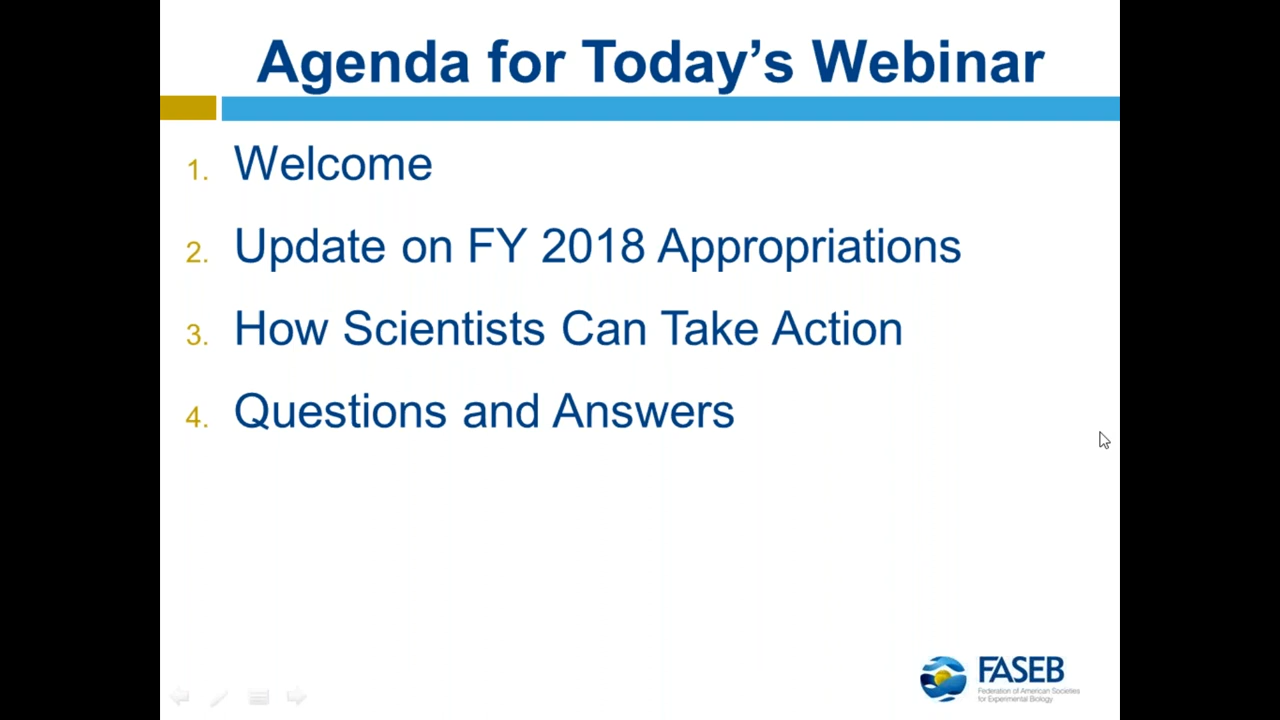 Agenda for Today’s Webinar
1. Welcome
2. Update on FY 2018 Appropriations
3. How Scientists Can Take Action
4. Questions and Answers
FASEB
Federation of American Societies
for Experimental Biology